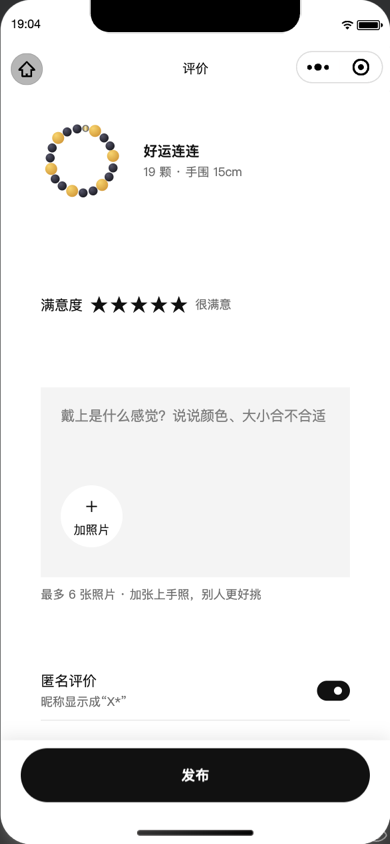 19:04
评价
好运连连
19 颗 · 手围 15cm
满意度 ★★★★★ 很满意
戴上是什么感觉？说说颜色、大小合不合适
+
加照片
最多 6 张照片 · 加张上手照，别人更好挑
匿名评价
昵称显示成“X*”
发布